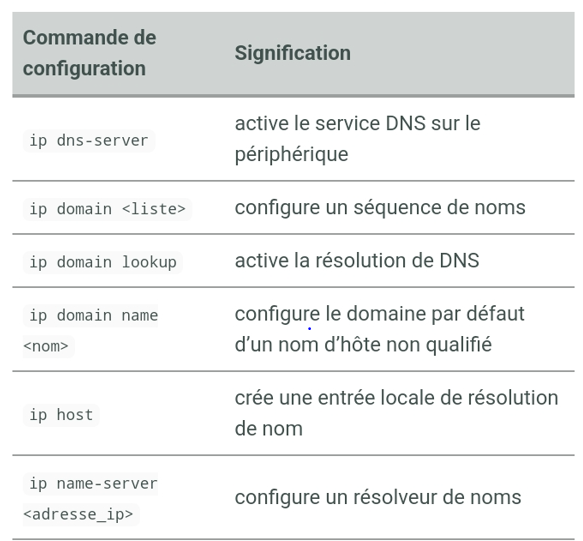 Commande de
configuration
Signification
ip dns-server
active le service DNS sur le
périphérique
ip domain <liste>
configure un séquence de noms
ip domain lookup
active la résolution de DNS
ip domain name
<nom>
configure le domaine par défaut
d’un nom d’hôte non qualifié
ip host
crée une entrée locale de résolution
de nom
ip name-server
<adresse_ip>
configure un résolveur de noms